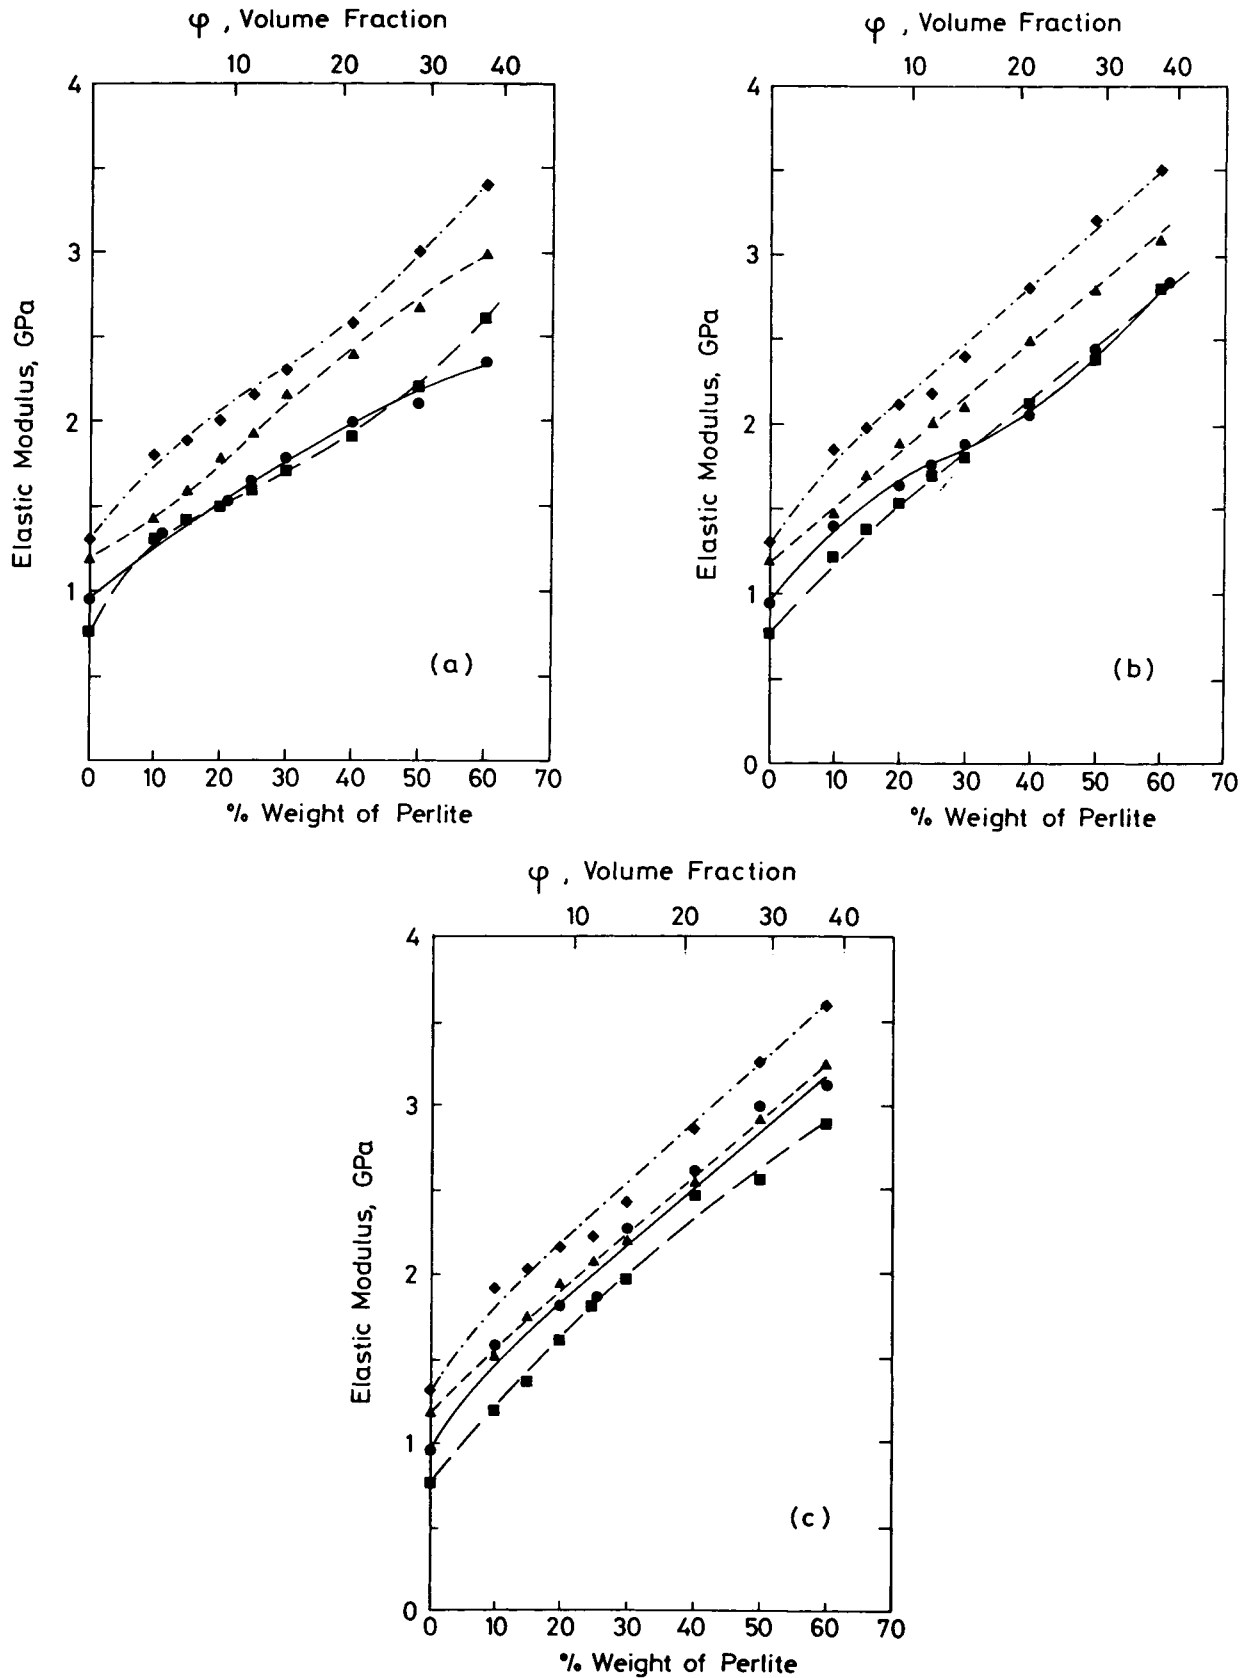 φ , Volume Fraction
10 20 30 40
4
3
2
1
Elastic Modulus, GPa
(a)
0 10 20 30 40 50 60 70
% Weight of Perlite
φ , Volume Fraction
10 20 30 40
4
3
2
1
0
Elastic Modulus, GPa
(b)
0 10 20 30 40 50 60 70
% Weight of Perlite
φ , Volume Fraction
10 20 30 40
4
3
2
1
0
Elastic Modulus, GPa
(c)
0 10 20 30 40 50 60 70
% Weight of Perlite